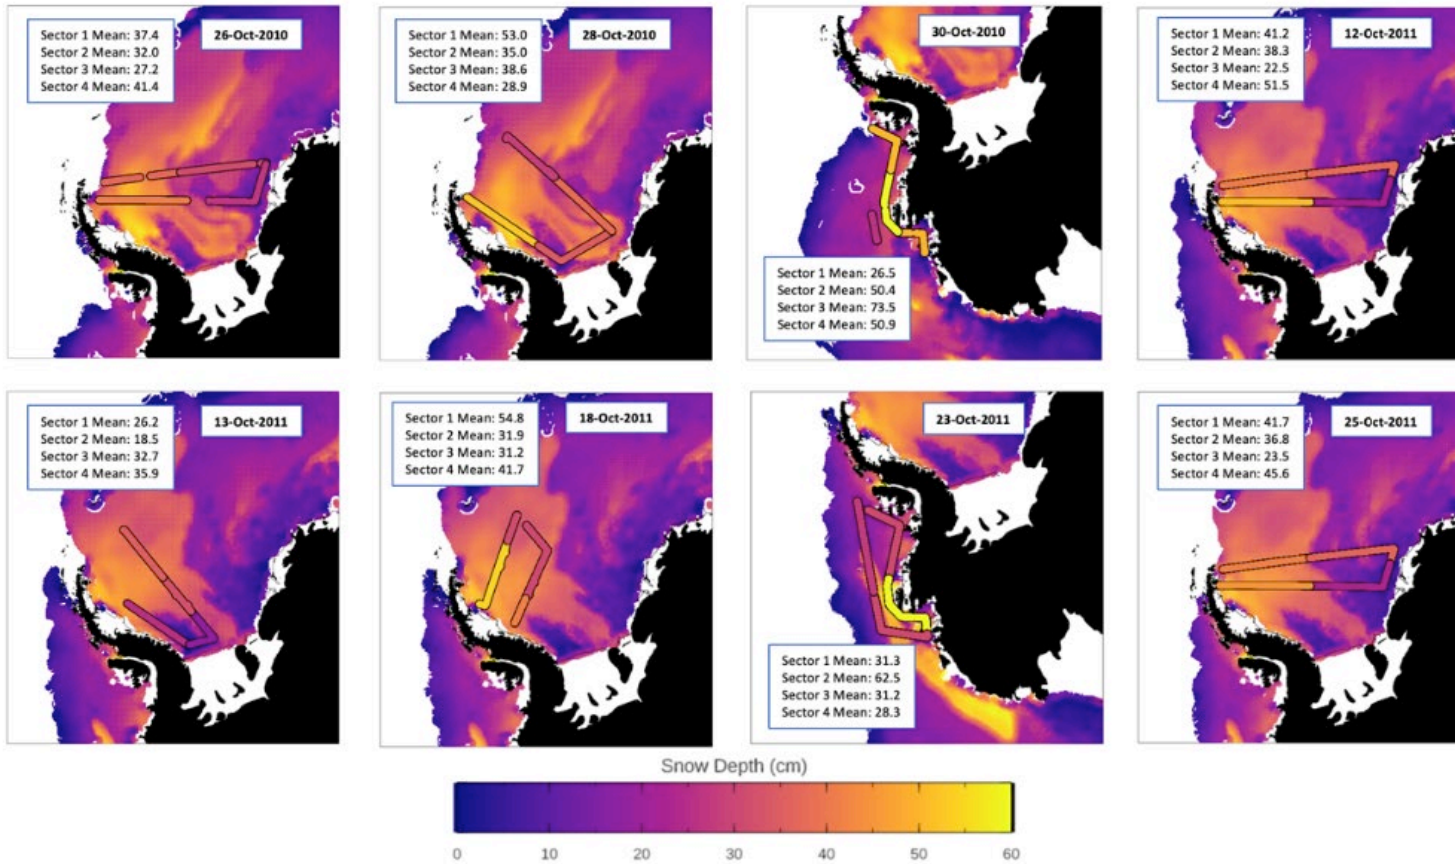 Sector 1 Mean: 37.4
Sector 2 Mean: 32.0
Sector 3 Mean: 27.2
Sector 4 Mean: 41.4
26-Oct-2010
Sector 1 Mean: 53.0
Sector 2 Mean: 35.0
Sector 3 Mean: 38.6
Sector 4 Mean: 28.9
28-Oct-2010
30-Oct-2010
Sector 1 Mean: 26.5
Sector 2 Mean: 50.4
Sector 3 Mean: 73.5
Sector 4 Mean: 50.9
Sector 1 Mean: 41.2
Sector 2 Mean: 38.3
Sector 3 Mean: 22.5
Sector 4 Mean: 51.5
12-Oct-2011
Sector 1 Mean: 26.2
Sector 2 Mean: 18.5
Sector 3 Mean: 32.7
Sector 4 Mean: 35.9
13-Oct-2011
Sector 1 Mean: 54.8
Sector 2 Mean: 31.9
Sector 3 Mean: 31.2
Sector 4 Mean: 41.7
18-Oct-2011
23-Oct-2011
Sector 1 Mean: 31.3
Sector 2 Mean: 62.5
Sector 3 Mean: 31.2
Sector 4 Mean: 28.3
Sector 1 Mean: 41.7
Sector 2 Mean: 36.8
Sector 3 Mean: 23.5
Sector 4 Mean: 45.6
25-Oct-2011
Snow Depth (cm)
0 10 20 30 40 50 60